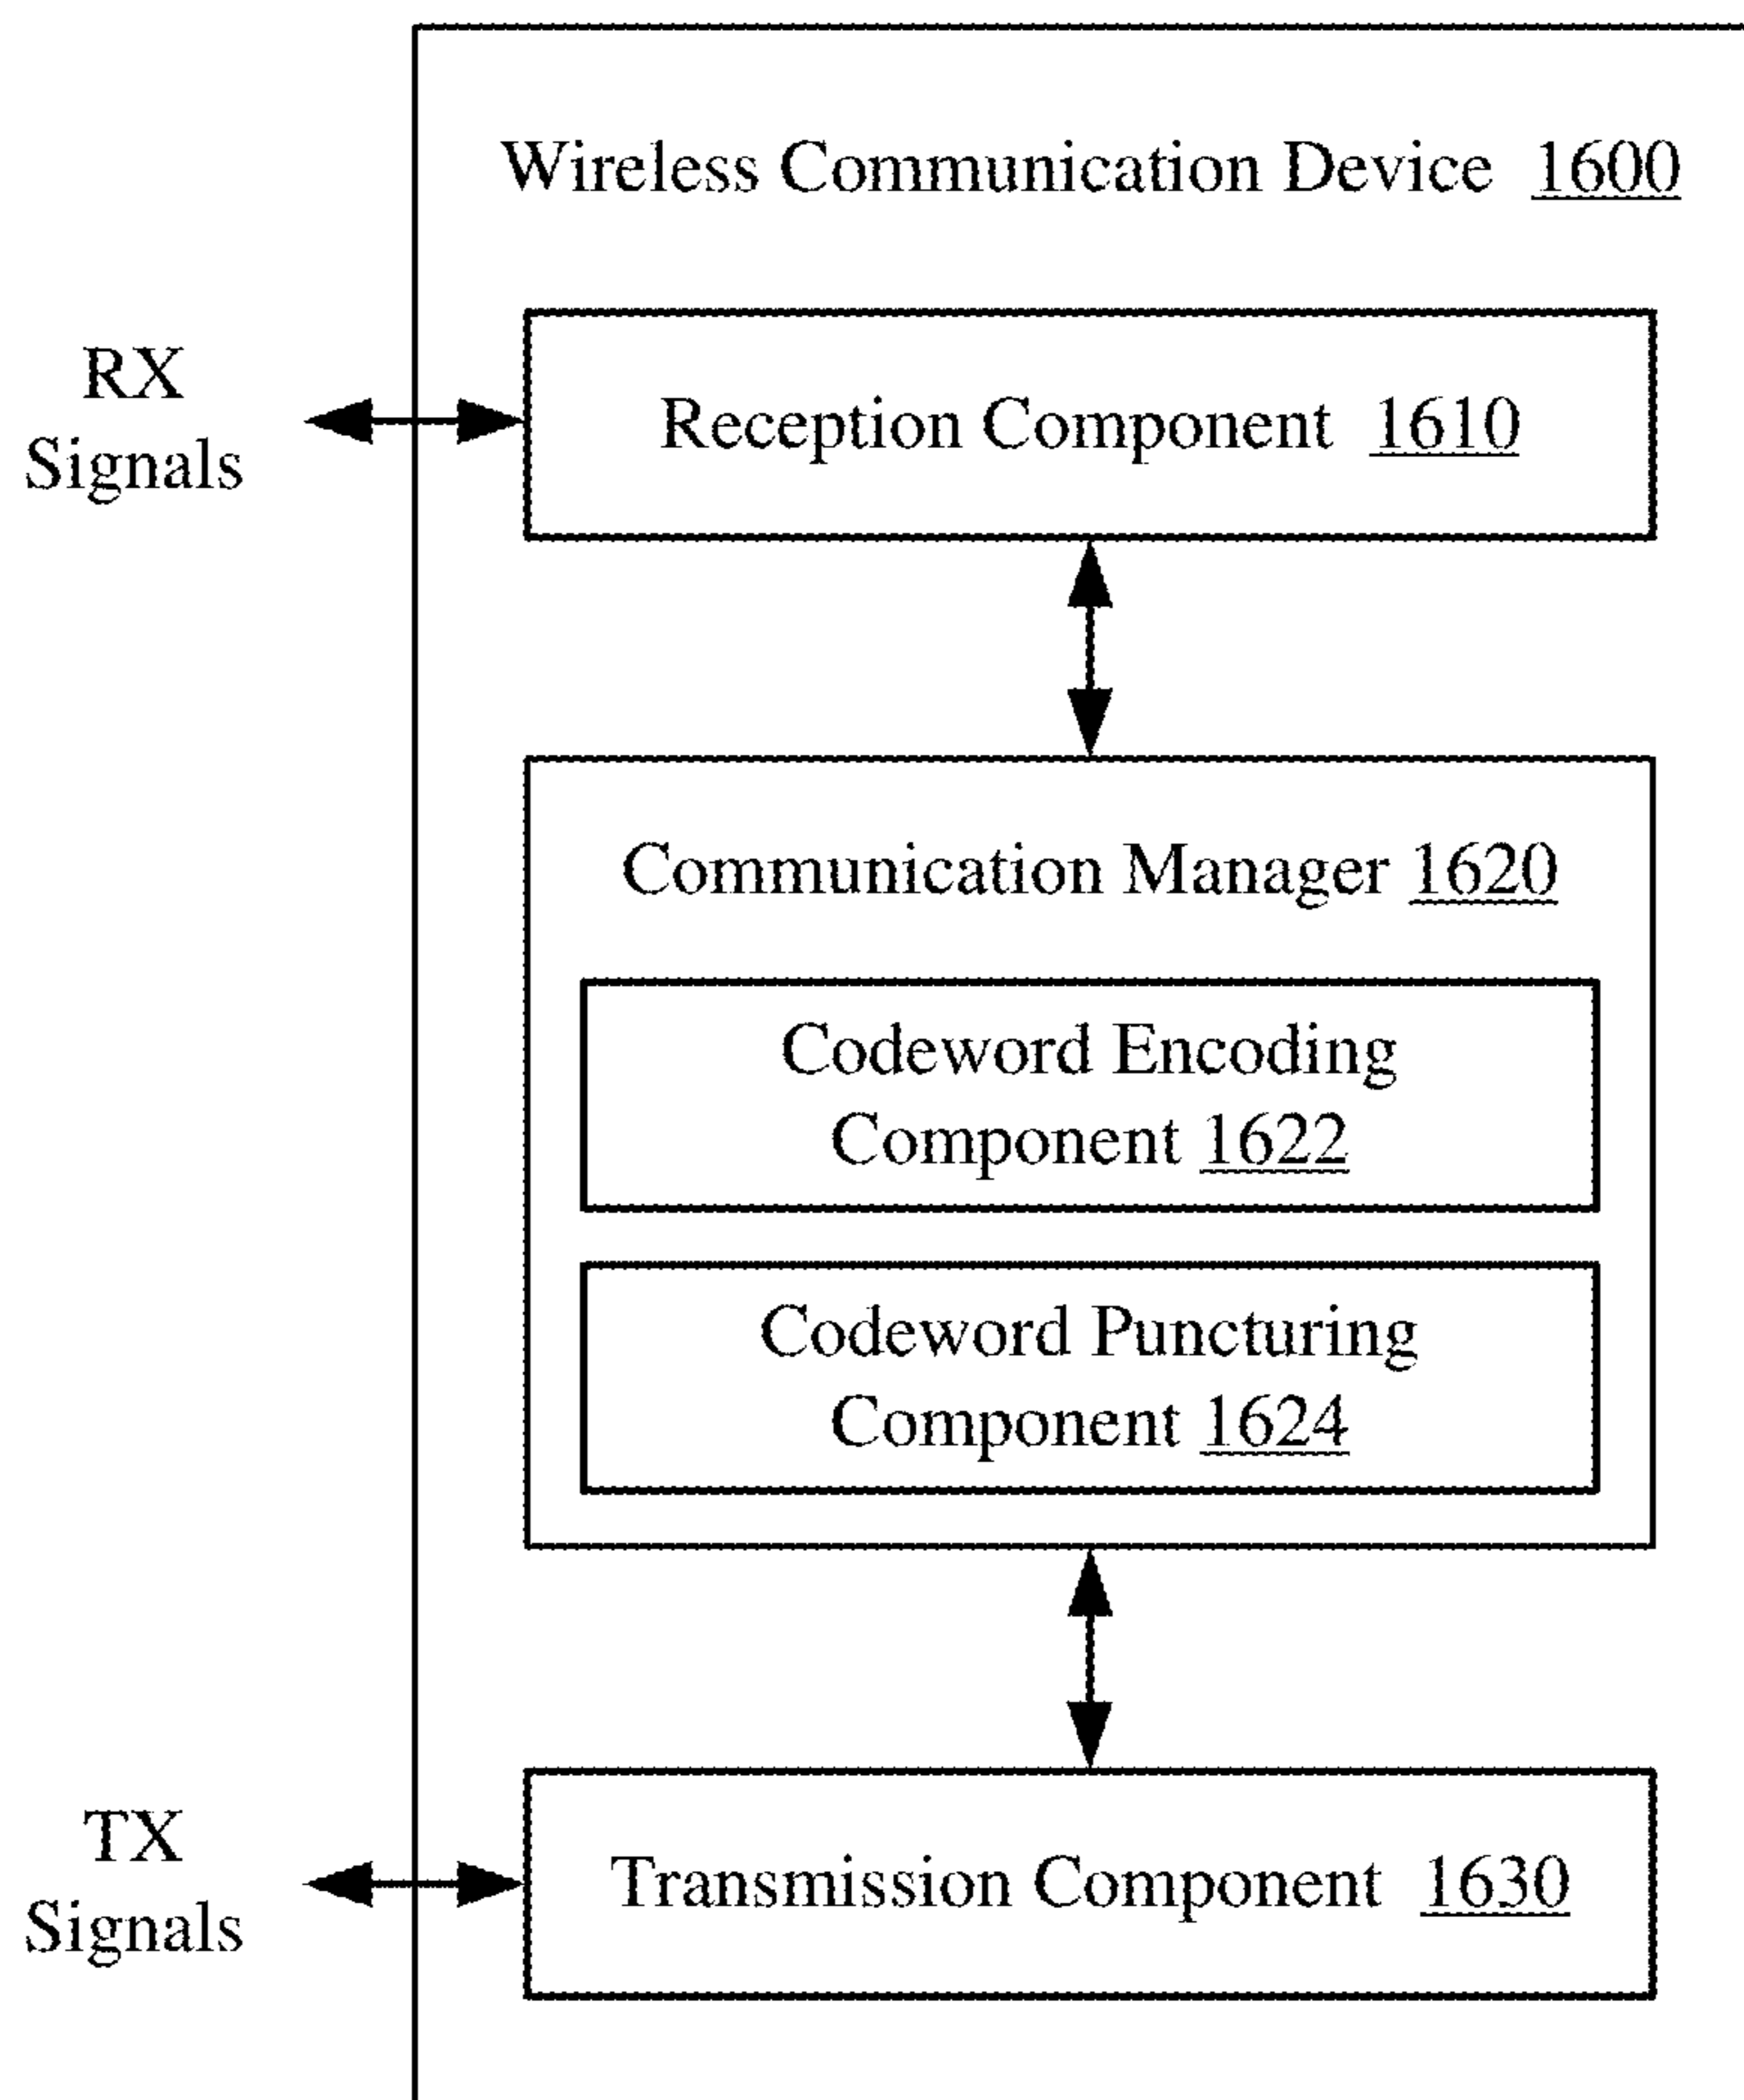 Wireless Communication Device 1600
RX
Signals
Reception Component 1610
Communication Manager 1620
Codeword Encoding
Component 1622
Codeword Puncturing
Component 1624
TX
Signals
Transmission Component 1630